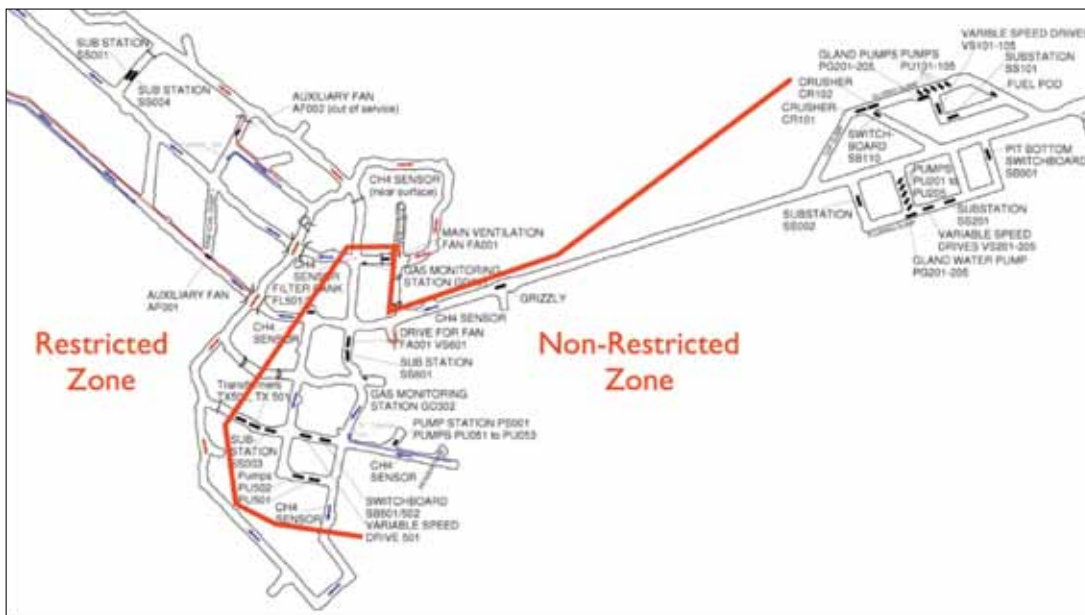 SUB STATION
SS001
SUB STATION
SS004
AUXILIARY FAN
AF002 (out of service)
CH4 SENSOR
(near surface)
MAIN VENTILATION
FAN FA001
CH4
SENSOR
FILTER BANK
FL501
GAS MONITORING
STATION
AUXILIARY FAN
AF001
CH4
SENSOR
CH4 SENSOR
GRIZZLY
DRIVE FOR FAN
FA001 VS601
SUB STATION
SS601
Restricted
Zone
Non-Restricted
Zone
Transformers
TX 501
GAS MONITORING
STATION GO302
PUMP STATION PS001
PUMPS PU051 to PU053
SUB-
STATION
SS003
Pumps
PU502
PU501
CH4
SENSOR
CH4
SENSOR
SWITCHBOARD
SB501/502
VARIABLE SPEED
DRIVE 501
VARIBLE SPEED DRIVES
VS101-105
GLAND PUMPS
PG201-205
PUMPS
PU101-105
SUBSTATION
SS101
FUEL POD
CRUSHER
CR102
CRUSHER
CR101
SWITCH-
BOARD
SB110
PIT BOTTOM
SWITCHBOARD
SB001
PUMPS
PU201 to
PU205
SUBSTATION
SS002
SUBSTATION
SS201
VARIABLE SPEED
DRIVES VS201-205
GLAND WATER PUMP
PG201-205